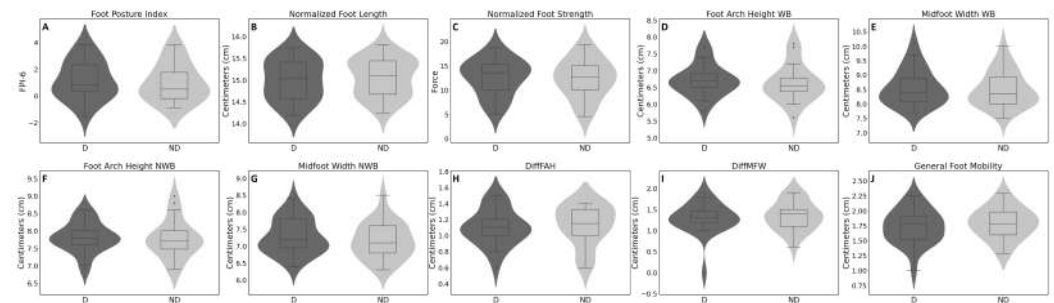 Foot Posture Index
Normalized Foot Length
Normalized Foot Strength
Foot Arch Height WB
Midfoot Width WB
A
B
C
D
E
FPI-6
Centimeters (cm)
Force
Centimeters (cm)
Centimeters (cm)
4
2
0
−2
15.5
15.0
14.5
14.0
20
15
10
5
0
8.5
8.0
7.5
7.0
6.5
6.0
5.5
5.0
10.5
10.0
9.5
9.0
8.5
8.0
7.5
7.0
D ND
D ND
D ND
D ND
D ND
Foot Arch Height NWB
Midfoot Width NWB
DiffFAH
DiffMFW
General Foot Mobility
F
G
H
I
J
Centimeters (cm)
Centimeters (cm)
Centimeters (cm)
Centimeters (cm)
Centimeters (cm)
9.5
9.0
8.5
8.0
7.5
7.0
6.5
9.0
8.5
8.0
7.5
7.0
6.5
6.0
1.8
1.6
1.4
1.2
1.0
0.8
0.6
0.4
2.0
1.5
1.0
0.5
0.0
−0.5
2.50
2.25
2.00
1.75
1.50
1.25
1.00
0.75
D ND
D ND
D ND
D ND
D ND